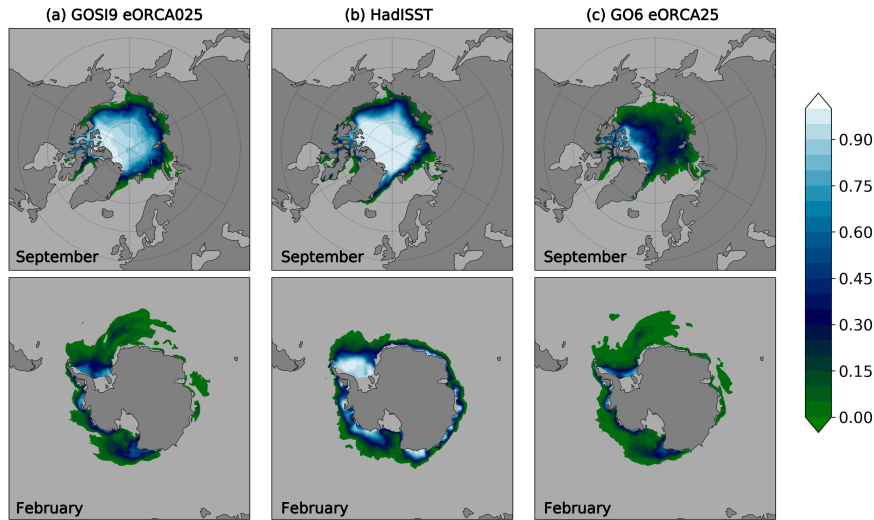 (a) GOSI9 eORCA025
(b) HadISST
(c) GO6 eORCA25
September
September
September
0.90
0.75
0.60
0.45
0.30
0.15
0.00
February
February
February